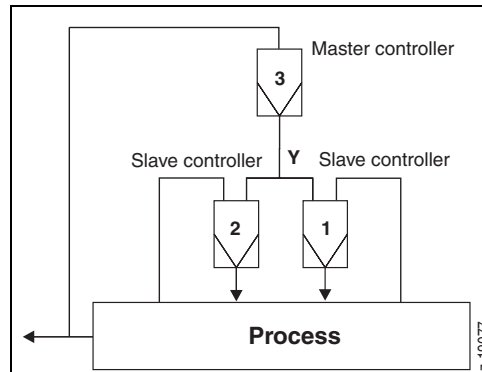 Master controller
3
Slave controller
Y
Slave controller
2
1
Process